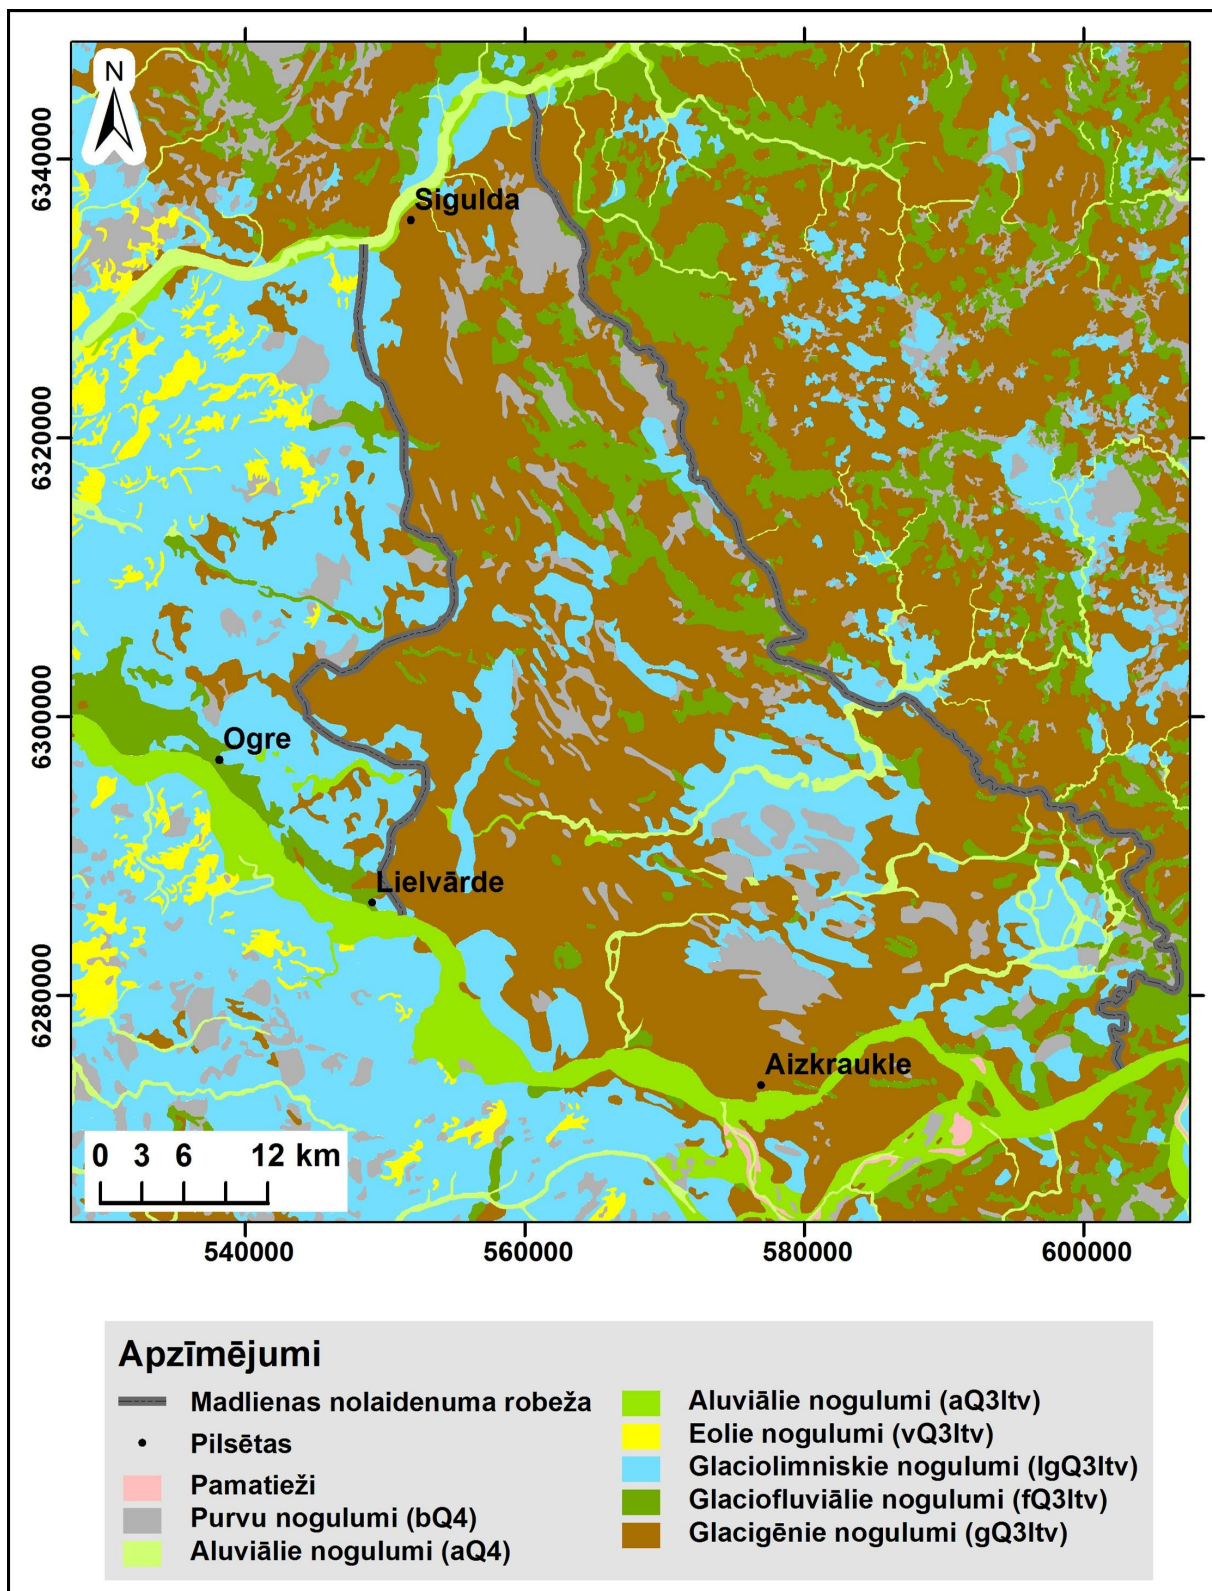 N
6340000
6320000
6300000
6280000
Sigulda
Ogre
Lielvārde
Aizkraukle
0 3 6 12 km
540000 560000 580000 600000
Apzīmējumi
Madlienas nolaidenuma robeža
Pilsētas
Pamatieži
Purvu nogulumi (bQ4)
Aluviālie nogulumi (aQ4)
Aluviālie nogulumi (aQ3ltv)
Eolie nogulumi (vQ3ltv)
Glaciolimniskie nogulumi (lgQ3ltv)
Glaciofluviālie nogulumi (fQ3ltv)
Glacigēnie nogulumi (gQ3ltv)